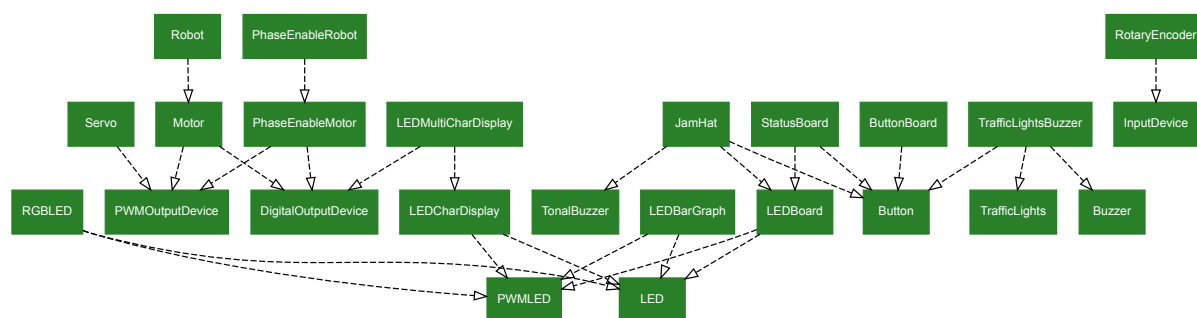 Robot
PhaseEnableRobot
RotaryEncoder
Servo
Motor
PhaseEnableMotor
LEDMultiCharDisplay
JamHat
StatusBoard
ButtonBoard
TrafficLightsBuzzer
InputDevice
RGBLED
PWMOutputDevice
DigitalOutputDevice
LEDCharDisplay
TonalBuzzer
LEDBarGraph
LEDBoard
Button
TrafficLights
Buzzer
PWMLED
LED